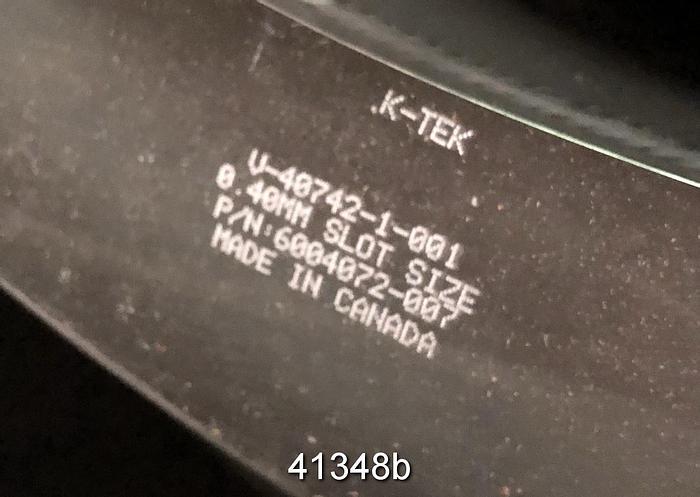 K-TEK
V-40742-1-001
0.40MM SLOT SIZE
P/N:6004072-007
MADE IN CANADA
41348b